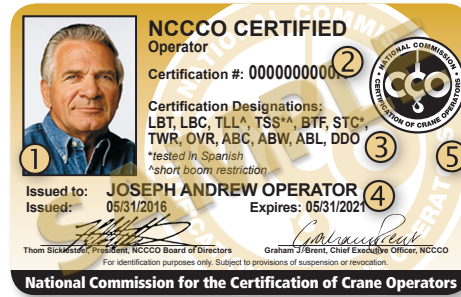 NCCCO CERTIFIED
Operator
Certification #: 00000000000
2
Certification Designations:
LBT, LBC, TLL^, TSS*^, BTF, STC*,
TWR, OVR, ABC, ABW, ABL, DDO
*tested in Spanish
^short boom restriction
3
NATIONAL COMMISSION
CCO
CERTIFICATION OF CRANE OPERATORS
5
1
Issued to: JOSEPH ANDREW OPERATOR
4
Issued: 05/31/2016 Expires: 05/31/2021
Thom Sicklesteel, President, NCCCO Board of Directors Graham J. Brent, Chief Executive Officer, NCCCO
For identification purposes only. Subject to provisions of suspension or revocation.
National Commission for the Certification of Crane Operators
SAMPLE